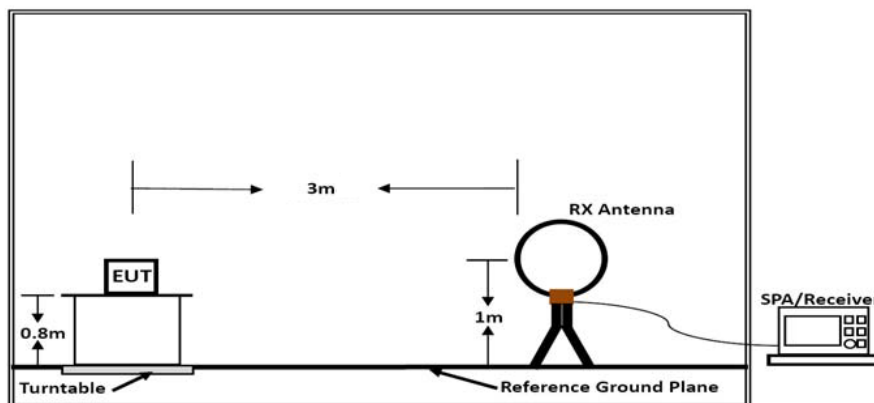 3m
RX Antenna
EUT
SPA/Receiver
0.8m
1m
Turntable
Reference Ground Plane